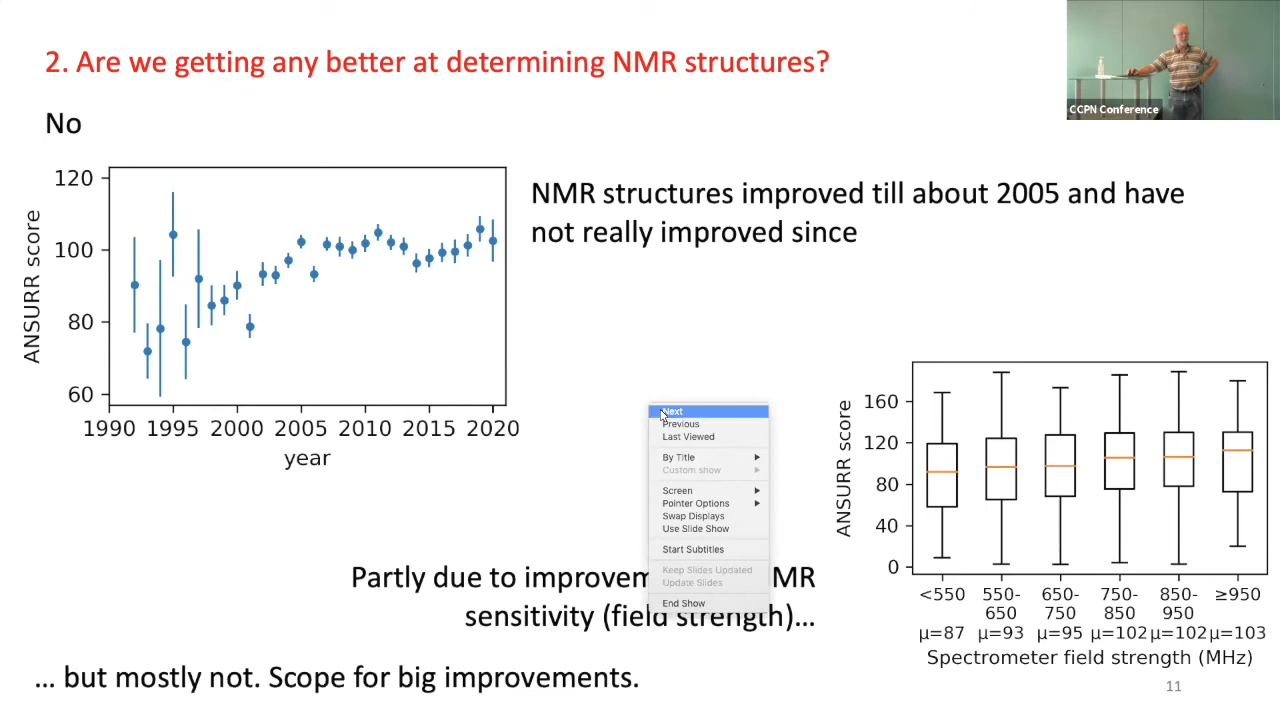 2. Are we getting any better at determining NMR structures?
CCPN Conference
No
120
100
80
60
ANSURR score
1990 1995 2000 2005 2010 2015 2020
year
NMR structures improved till about 2005 and have
not really improved since
Next
Previous
Last Viewed
By Title
Custom show
Screen
Pointer Options
Swap Displays
Use Slide Show
Start Subtitles
Keep Slides Updated
Update Slides
End Show
160
120
80
40
0
ANSURR score
<550 550-650 650-750 750-850 850-950 ≥950
μ=87 μ=93 μ=95 μ=102 μ=102 μ=103
Spectrometer field strength (MHz)
Partly due to improvem MR
sensitivity (field strength)...
... but mostly not. Scope for big improvements.
11